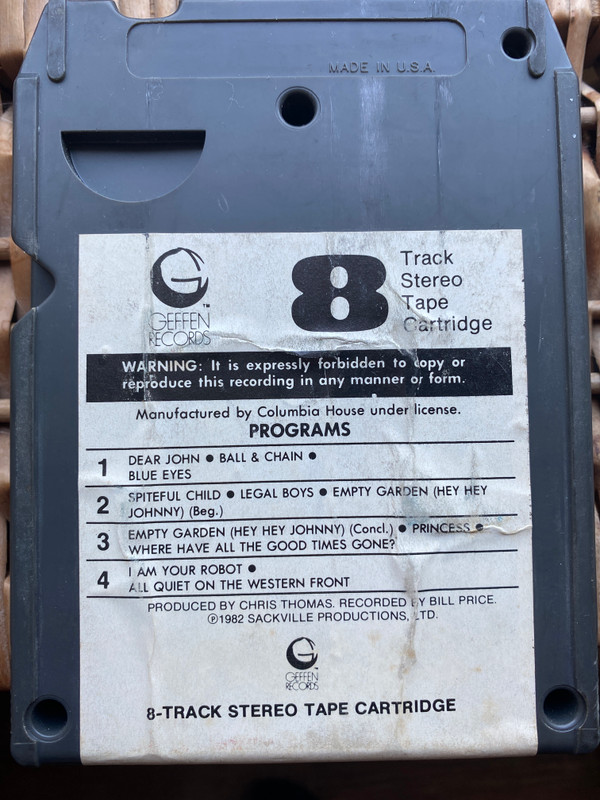 MADE IN U.S.A.
G
GEFFEN
RECORDS
™
8
Track
Stereo
Tape
Cartridge
WARNING: It is expressly forbidden to copy or
reproduce this recording in any manner or form.
Manufactured by Columbia House under license.
PROGRAMS
1 DEAR JOHN ● BALL & CHAIN ●
BLUE EYES
2 SPITEFUL CHILD ● LEGAL BOYS ● EMPTY GARDEN (HEY HEY
JOHNNY) (Beg.)
3 EMPTY GARDEN (HEY HEY JOHNNY) (Concl.) ● PRINCESS ●
WHERE HAVE ALL THE GOOD TIMES GONE?
4 I AM YOUR ROBOT ●
ALL QUIET ON THE WESTERN FRONT
PRODUCED BY CHRIS THOMAS. RECORDED BY BILL PRICE.
℗1982 SACKVILLE PRODUCTIONS, LTD.
G
GEFFEN
RECORDS
8-TRACK STEREO TAPE CARTRIDGE